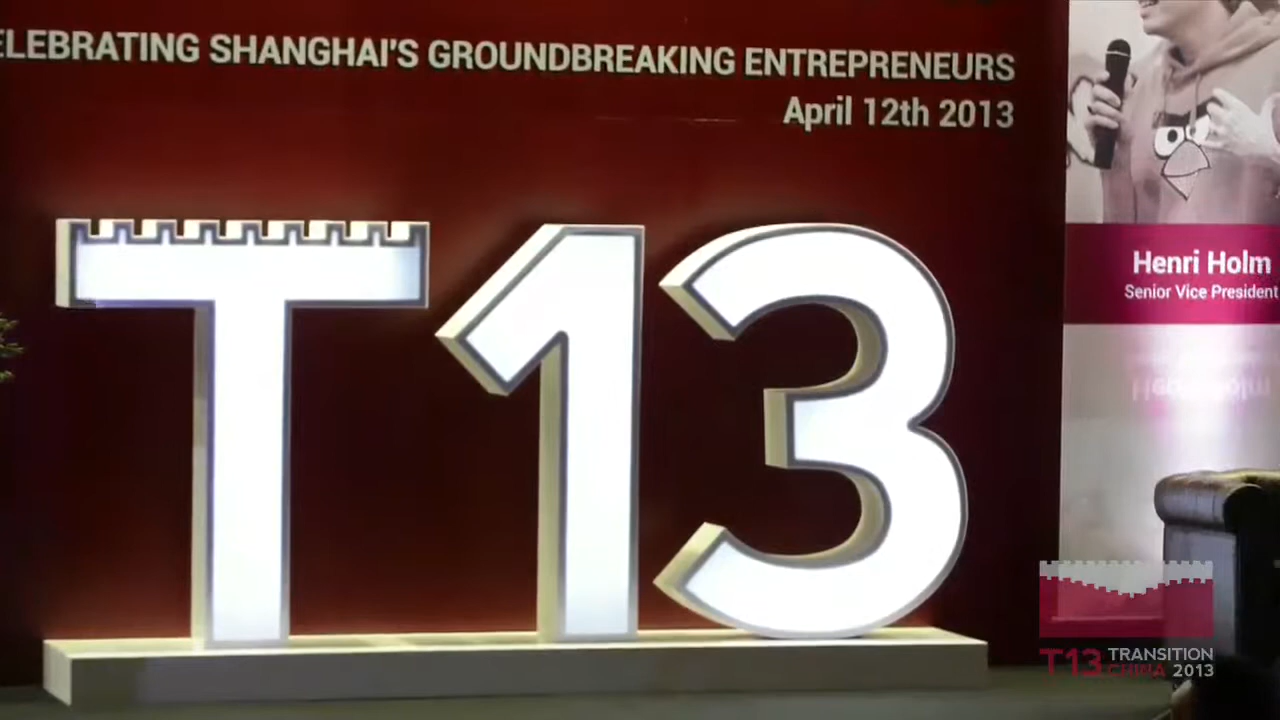 ELEBRATING SHANGHAI'S GROUNDBREAKING ENTREPRENEURS
April 12th 2013
T13
Henri Holm
Senior Vice President
T13 TRANSITION
CHINA 2013